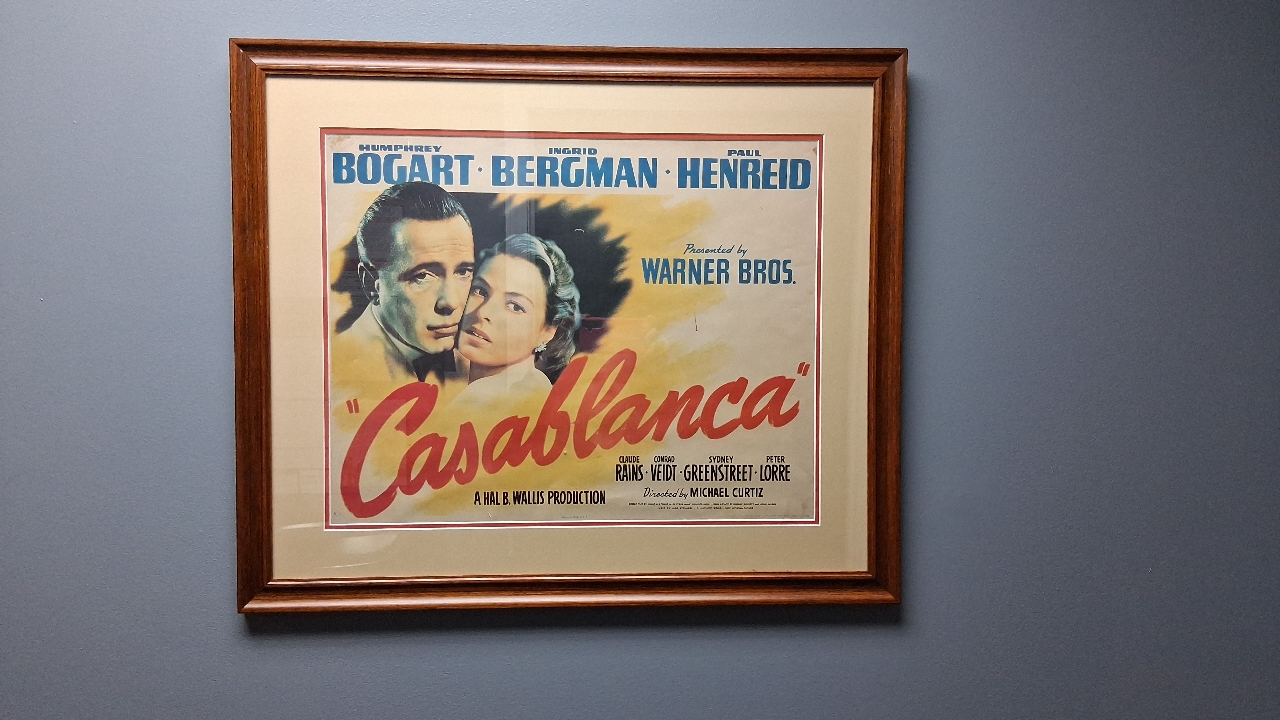 HUMPHREY INGRID PAUL
BOGART · BERGMAN · HENREID
Presented by
WARNER BROS.
"Casablanca"
CLAUDE CONRAD SYDNEY PETER
RAINS · VEIDT · GREENSTREET · LORRE
Directed by MICHAEL CURTIZ
A HAL B. WALLIS PRODUCTION